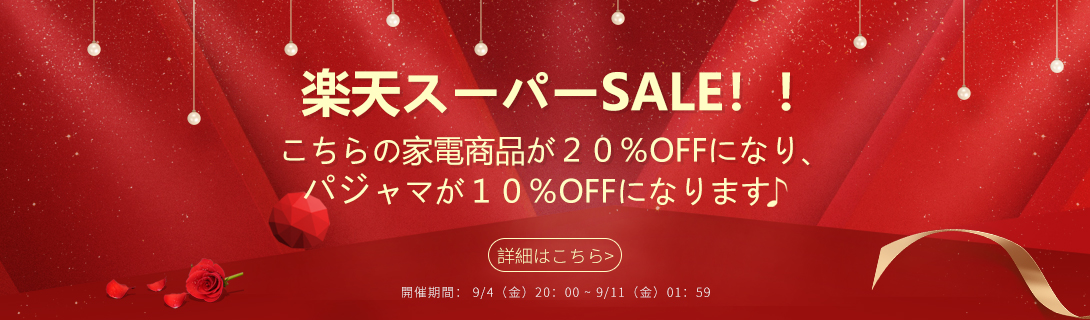 楽天スーパーSALE！！
こちらの家電商品が２０％OFFになり、
パジャマが１０％OFFになります♪
詳細はこちら>
開催期間： 9/4（金）20：00 ~ 9/11（金）01：59